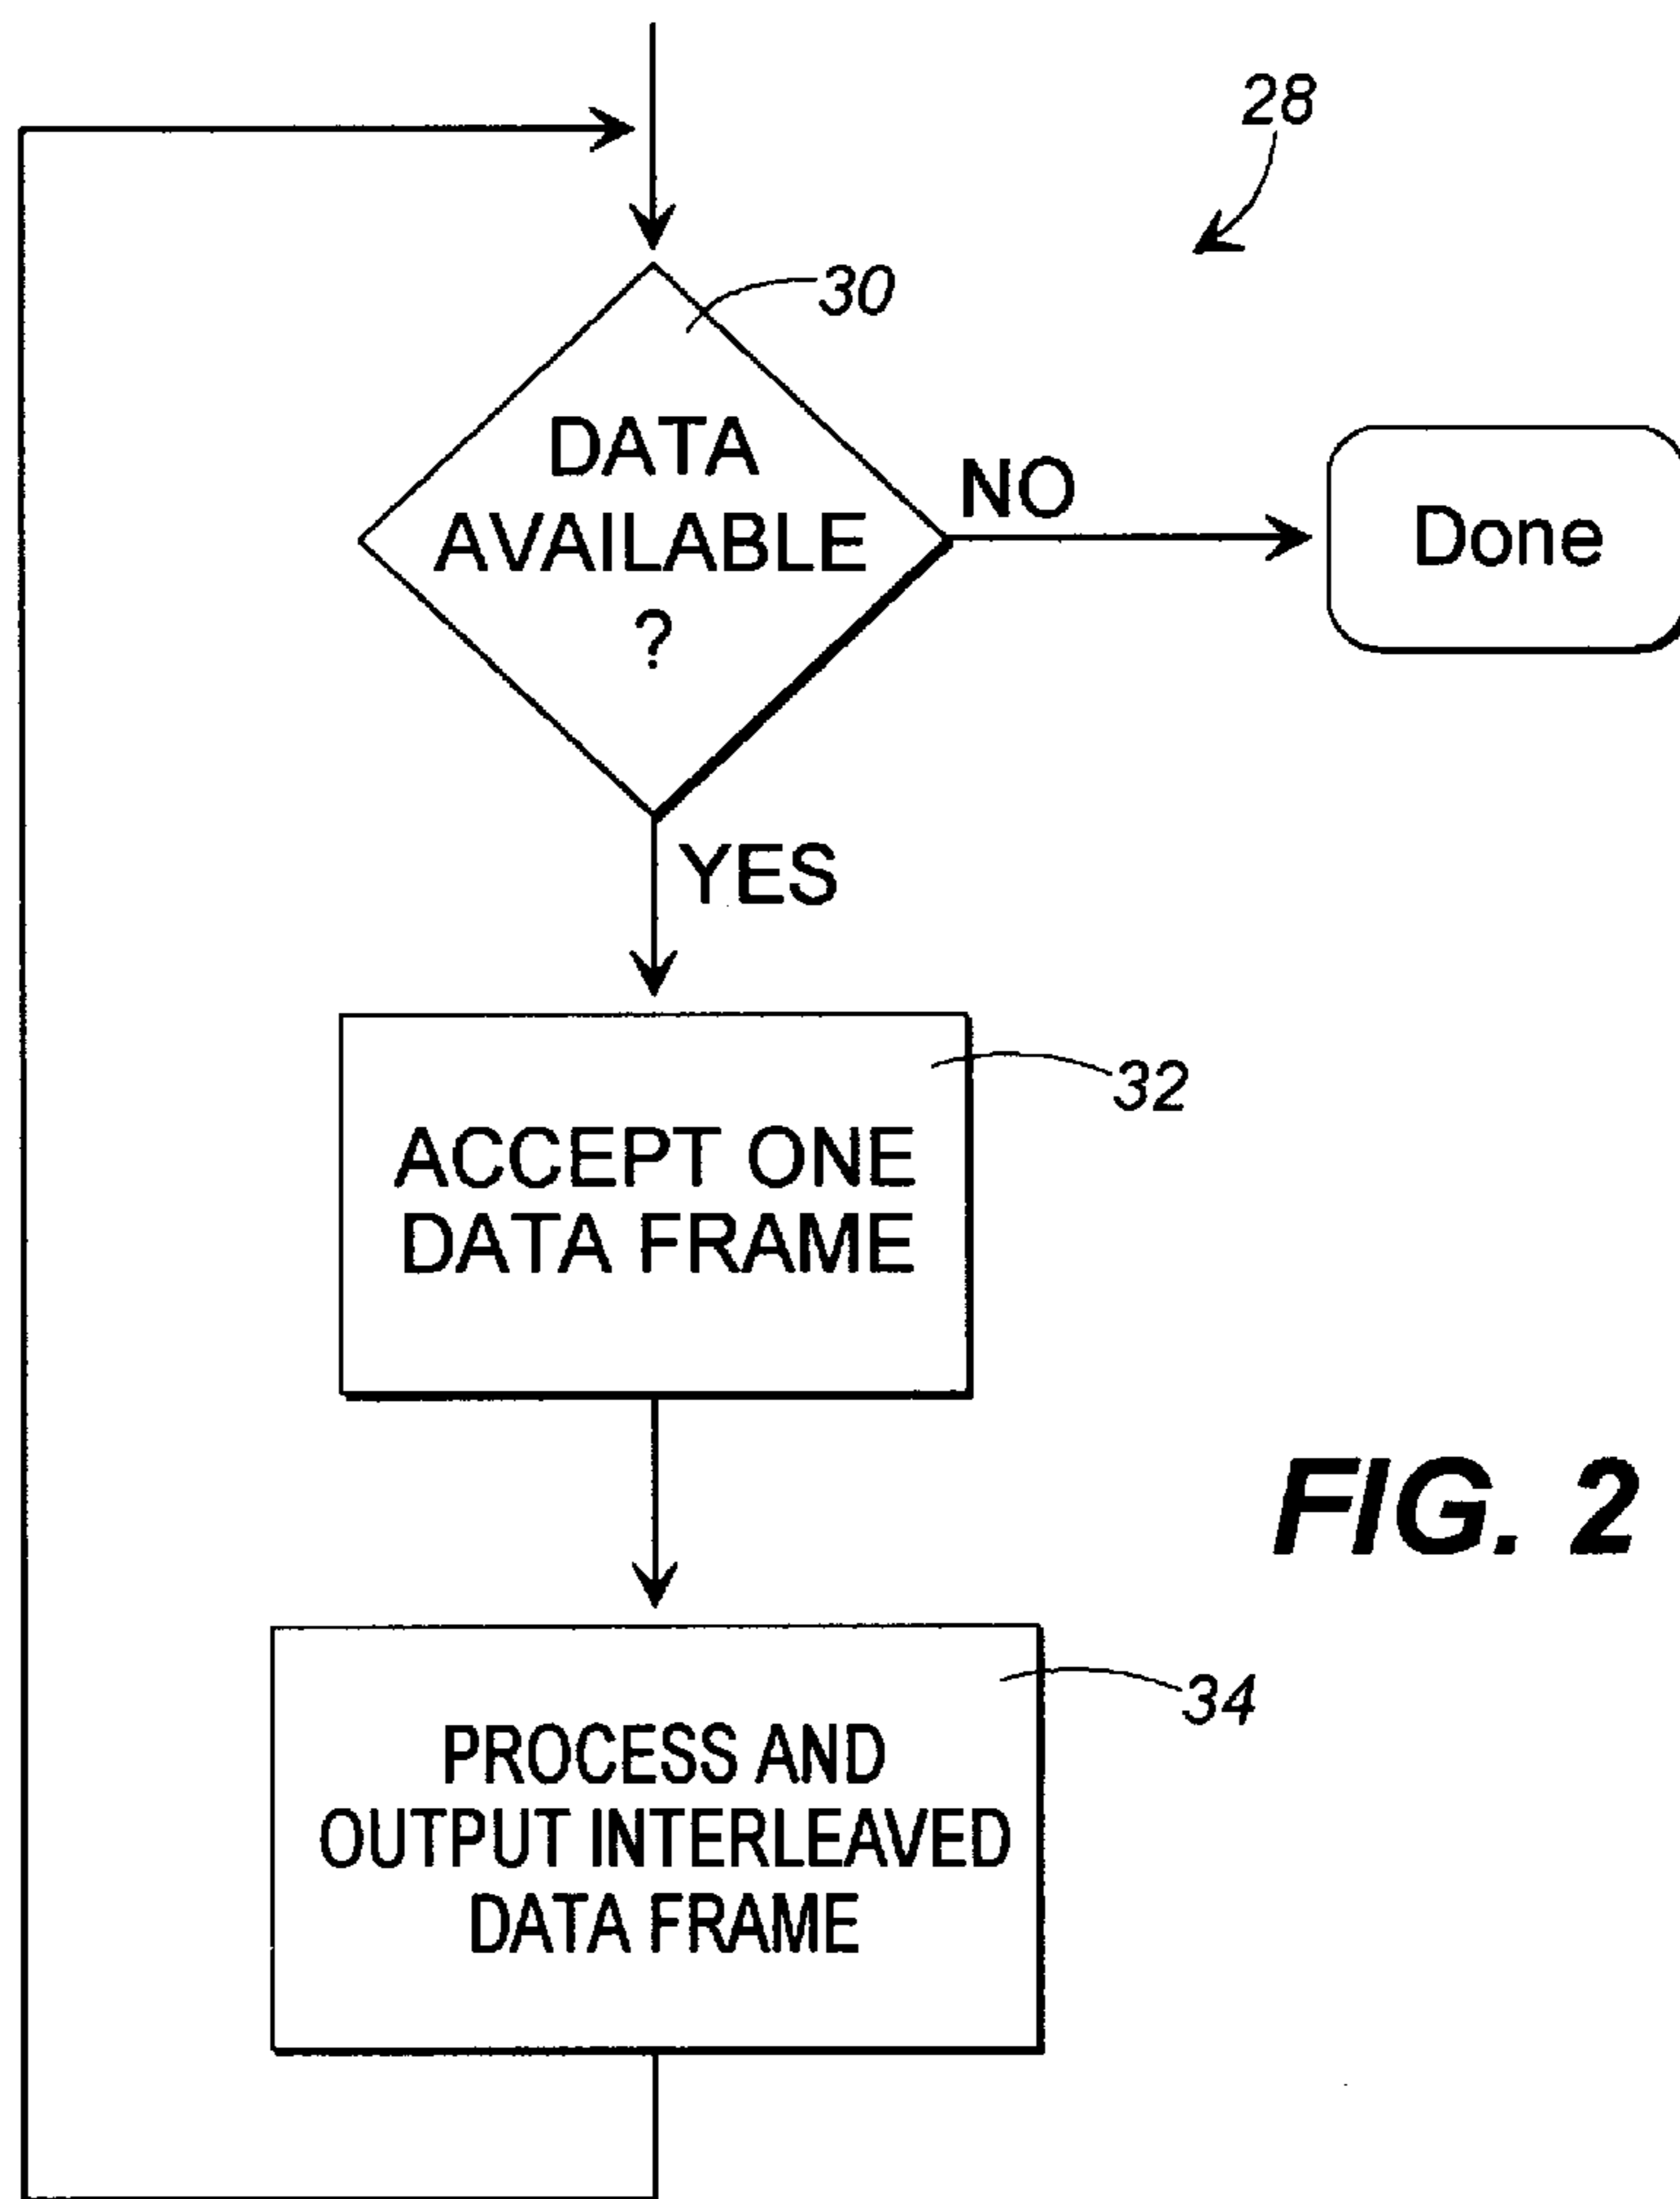 28
30
DATA
AVAILABLE
?
NO
Done
YES
32
ACCEPT ONE
DATA FRAME
FIG. 2
34
PROCESS AND
OUTPUT INTERLEAVED
DATA FRAME